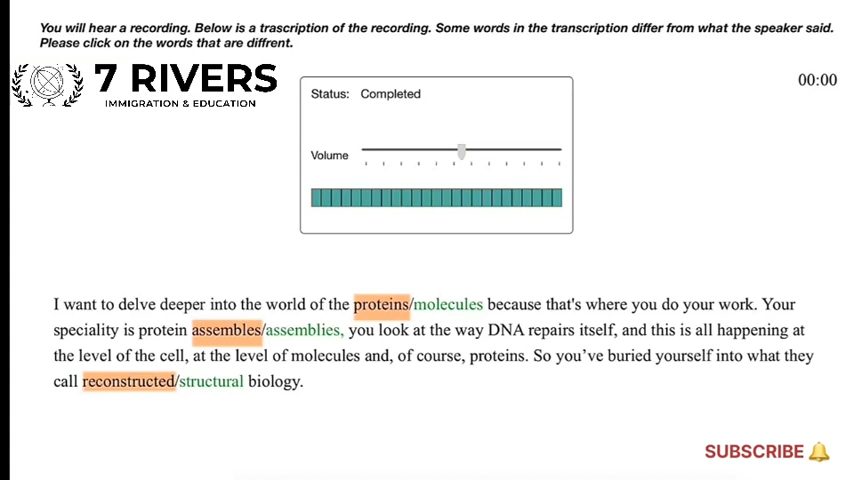 You will hear a recording. Below is a trascription of the recording. Some words in the transcription differ from what the speaker said.
Please click on the words that are diffrent.
7 RIVERS
IMMIGRATION & EDUCATION
00:00
Status: Completed
Volume
I want to delve deeper into the world of the proteins/molecules because that's where you do your work. Your
speciality is protein assembles/assemblies, you look at the way DNA repairs itself, and this is all happening at
the level of the cell, at the level of molecules and, of course, proteins. So you've buried yourself into what they
call reconstructed/structural biology.
SUBSCRIBE